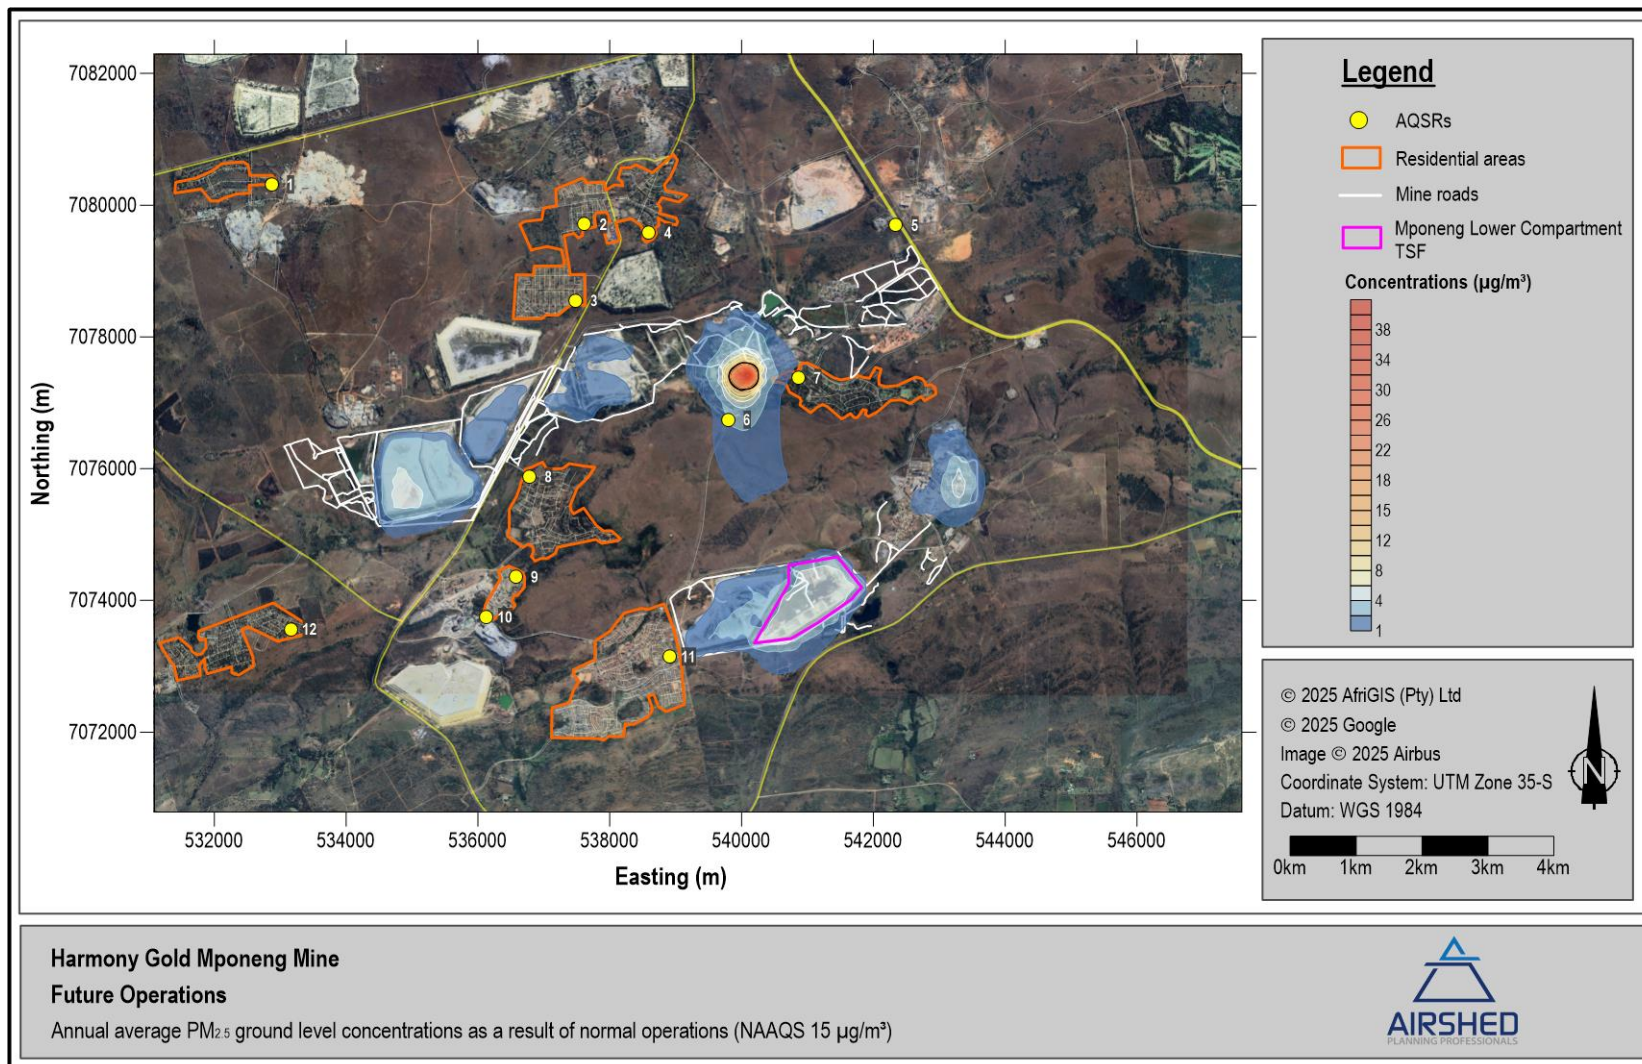 7082000
7080000
7078000
7076000
7074000
7072000
Northing (m)
532000 534000 536000 538000 540000 542000 544000 546000
Easting (m)
1
2
4
5
3
7
6
8
9
10
12
11
Legend
AQSRs
Residential areas
Mine roads
Mponeng Lower Compartment
TSF
Concentrations (µg/m³)
38
34
30
26
22
18
15
12
8
4
1
© 2025 AfriGIS (Pty) Ltd
© 2025 Google
Image © 2025 Airbus
Coordinate System: UTM Zone 35-S
Datum: WGS 1984
N
0km 1km 2km 3km 4km
Harmony Gold Mponeng Mine
Future Operations
Annual average PM2.5 ground level concentrations as a result of normal operations (NAAQS 15 µg/m³)
AIRSHED
PLANNING PROFESSIONALS